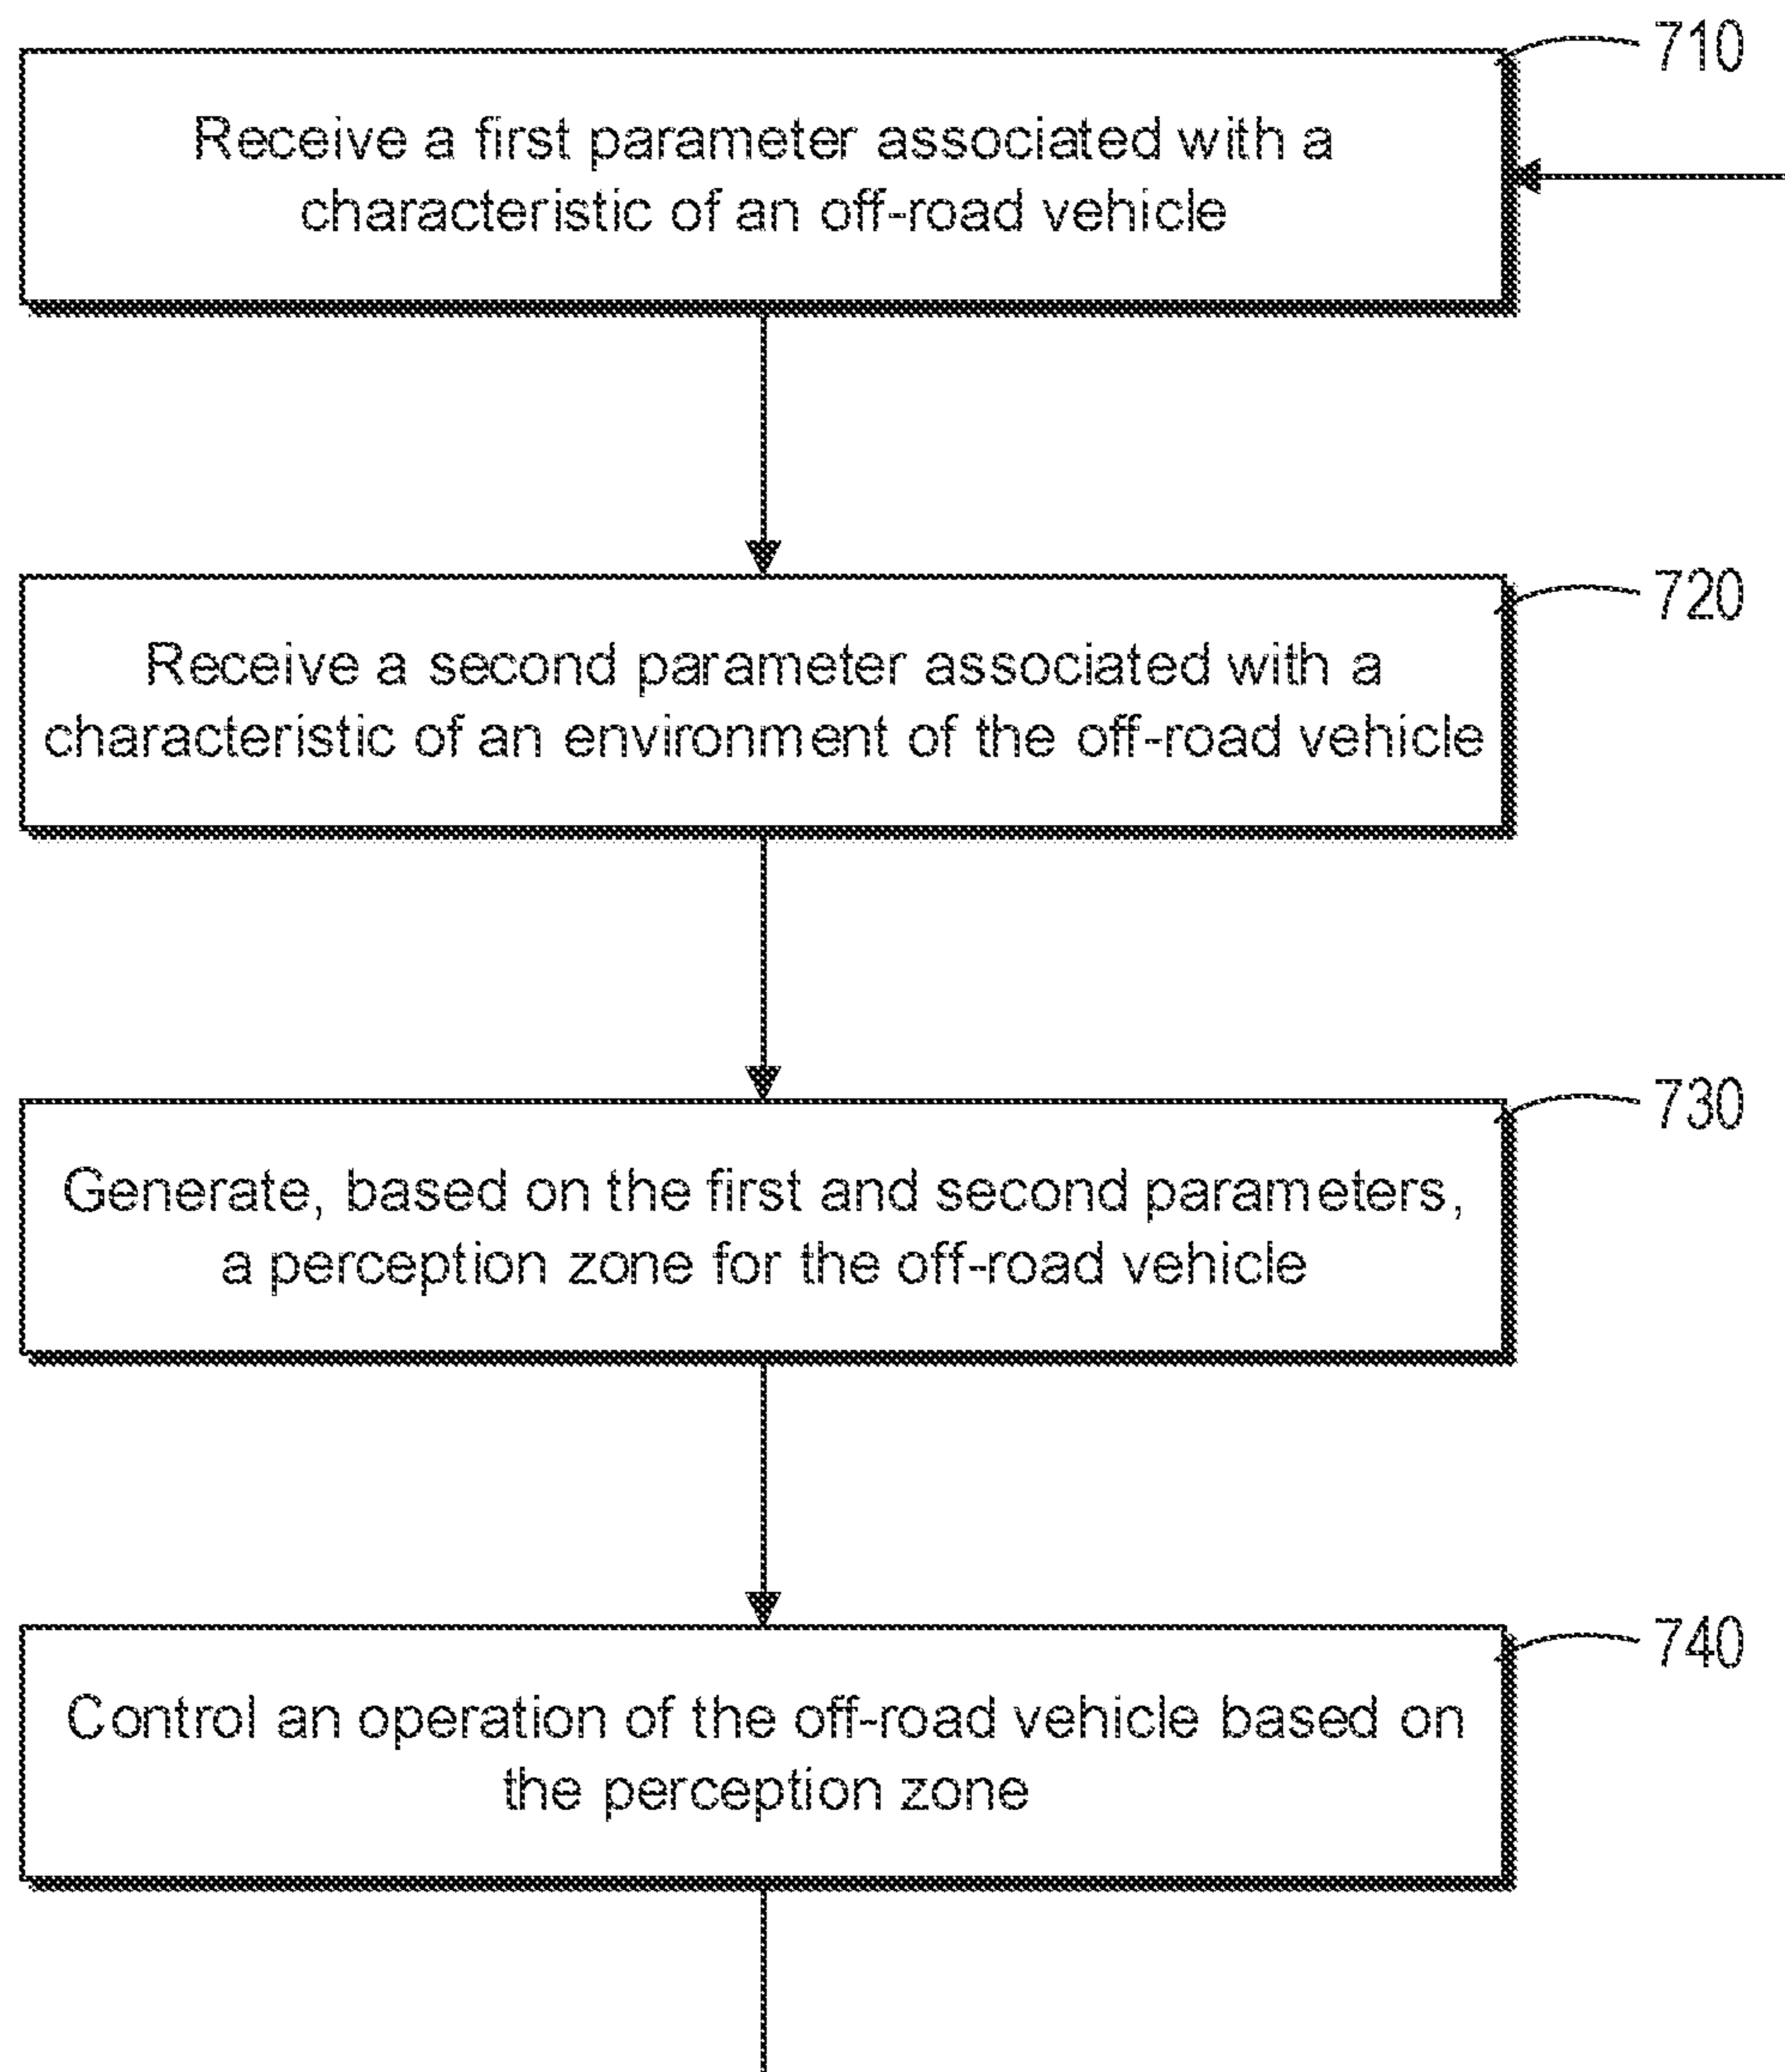 710
Receive a first parameter associated with a
characteristic of an off-road vehicle
720
Receive a second parameter associated with a
characteristic of an environment of the off-road vehicle
730
Generate, based on the first and second parameters,
a perception zone for the off-road vehicle
740
Control an operation of the off-road vehicle based on
the perception zone